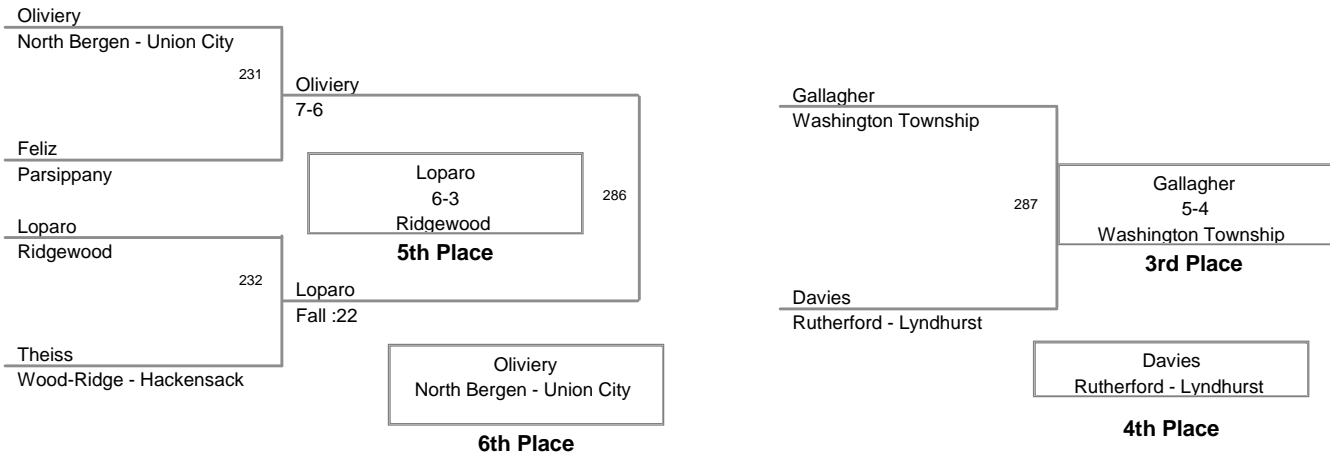 Oliviery
North Bergen - Union City
231
Oliviery
7-6
Feliz
Parsippany
Loparo
6-3
Ridgewood
5th Place
286
Loparo
Ridgewood
232
Loparo
Fall :22
Theiss
Wood-Ridge - Hackensack
Oliviery
North Bergen - Union City
6th Place
Gallagher
Washington Township
287
Gallagher
5-4
Washington Township
3rd Place
Davies
Rutherford - Lyndhurst
Davies
Rutherford - Lyndhurst
4th Place